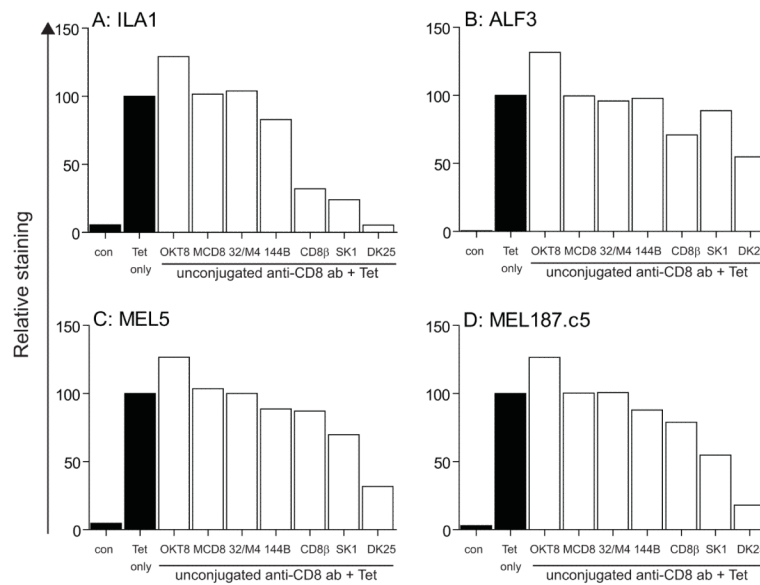 A: ILA1
150
100
50
0
con Tet only OKT8 MCD8 32/M4 144B CD8β SK1 DK25
unconjugated anti-CD8 ab + Tet
B: ALF3
150
100
50
0
con Tet only OKT8 MCD8 32/M4 144B CD8β SK1 DK2
unconjugated anti-CD8 ab + Tet
Relative staining
C: MEL5
150
100
50
0
con Tet only OKT8 MCD8 32/M4 144B CD8β SK1 DK25
unconjugated anti-CD8 ab + Tet
D: MEL187.c5
150
100
50
0
con Tet only OKT8 MCD8 32/M4 144B CD8β SK1 DK2
unconjugated anti-CD8 ab + Tet